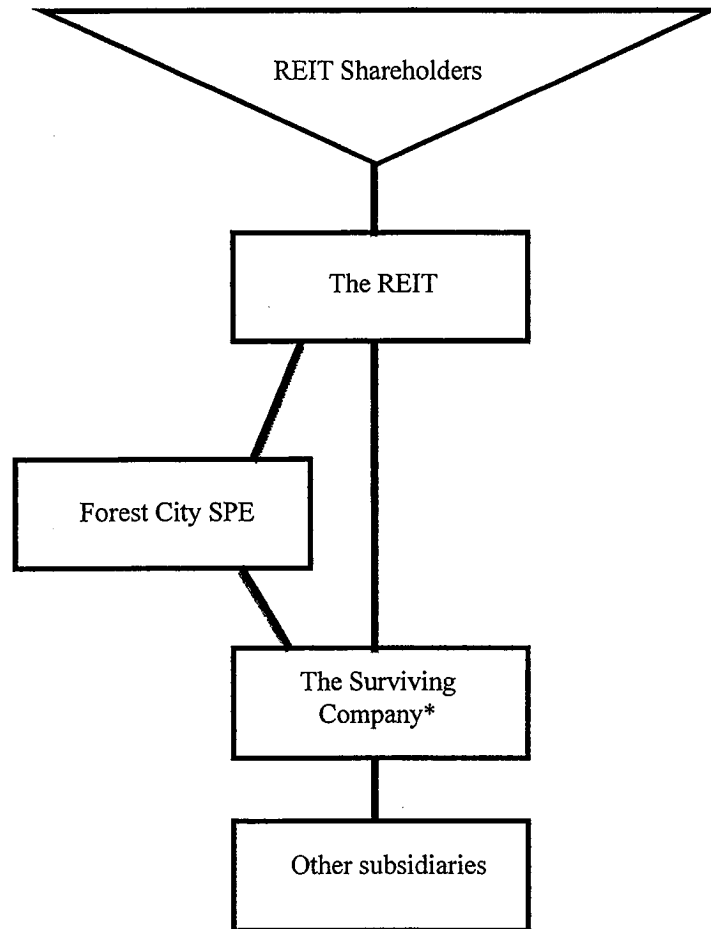 REIT Shareholders
The REIT
Forest City SPE
The Surviving
Company*
Other subsidiaries